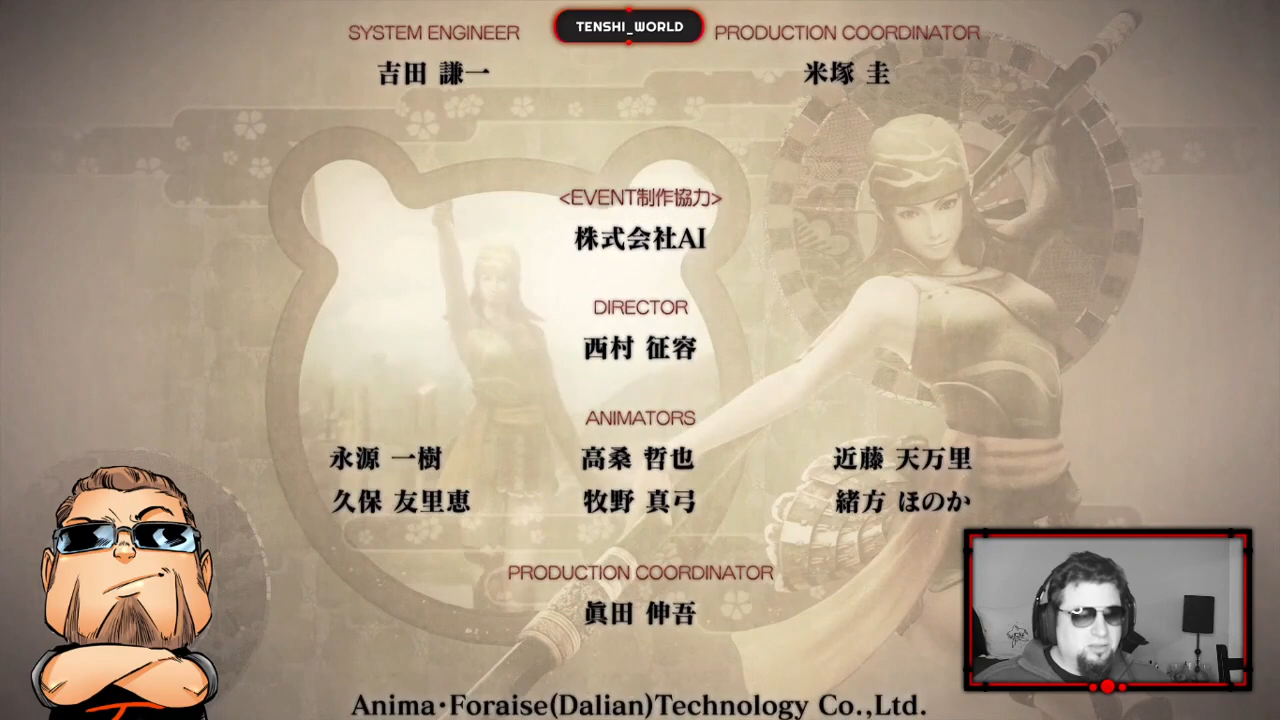 TENSHI_WORLD
SYSTEM ENGINEER PRODUCTION COORDINATOR
吉田 謙一 米塚 圭
<EVENT制作協力>
株式会社AI
DIRECTOR
西村 征容
ANIMATORS
永源 一樹 高桑 哲也 近藤 天万里
久保 友里恵 牧野 真弓 緒方 ほのか
PRODUCTION COORDINATOR
眞田 伸吾
Anima・Foraise(Dalian)Technology Co.,Ltd.